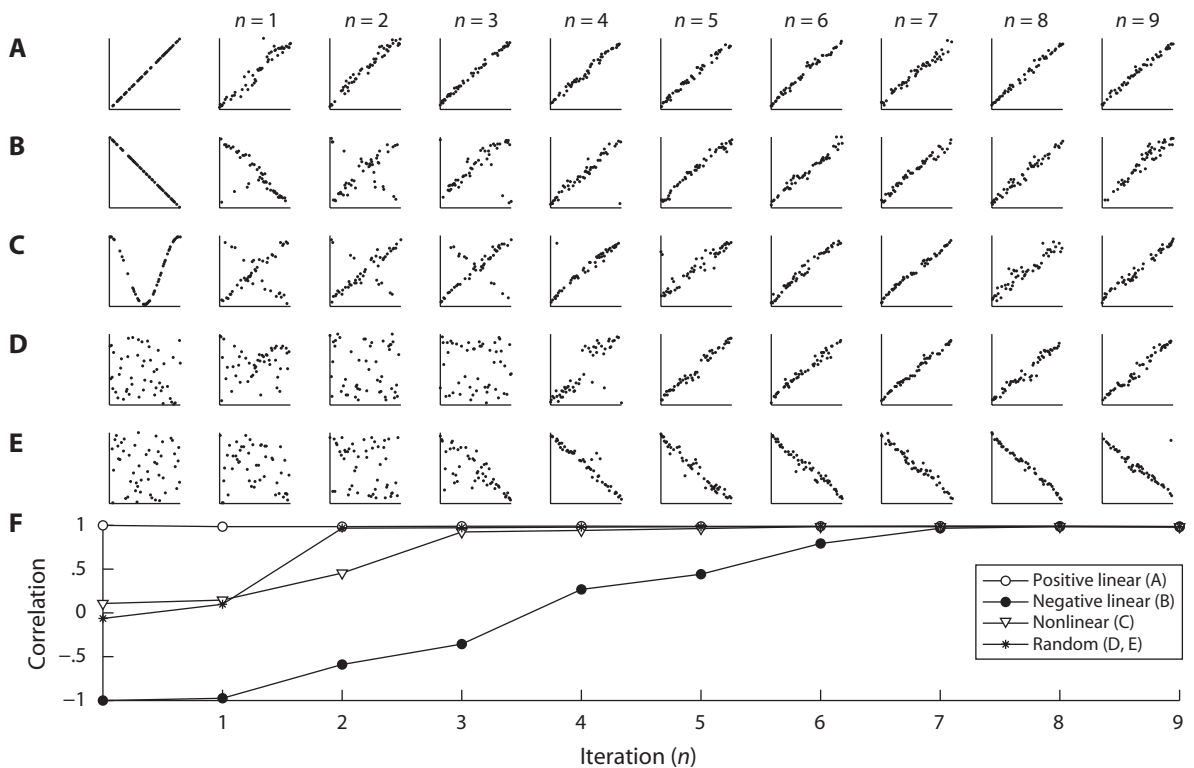 n = 1 n = 2 n = 3 n = 4 n = 5 n = 6 n = 7 n = 8 n = 9
A
B
C
D
E
F
1
.5
0
−.5
−1
Correlation
Positive linear (A)
Negative linear (B)
Nonlinear (C)
Random (D, E)
1 2 3 4 5 6 7 8 9
Iteration (n)